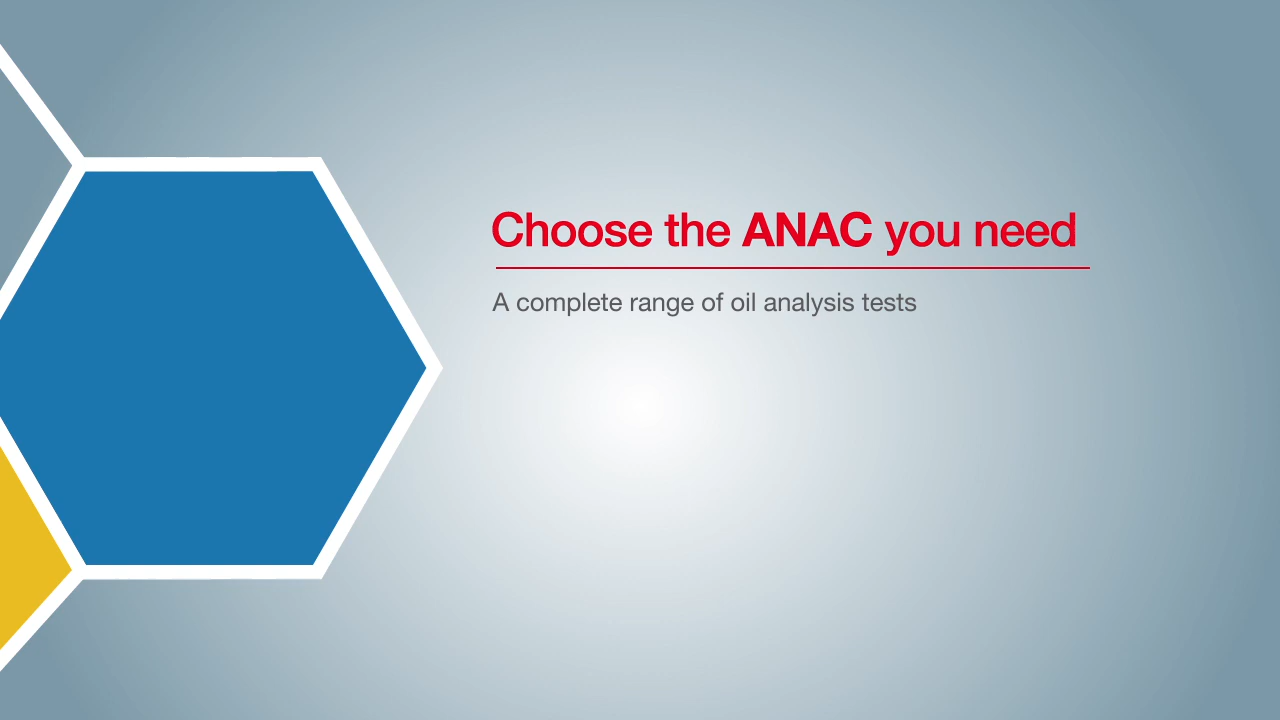 Choose the ANAC you need
A complete range of oil analysis tests